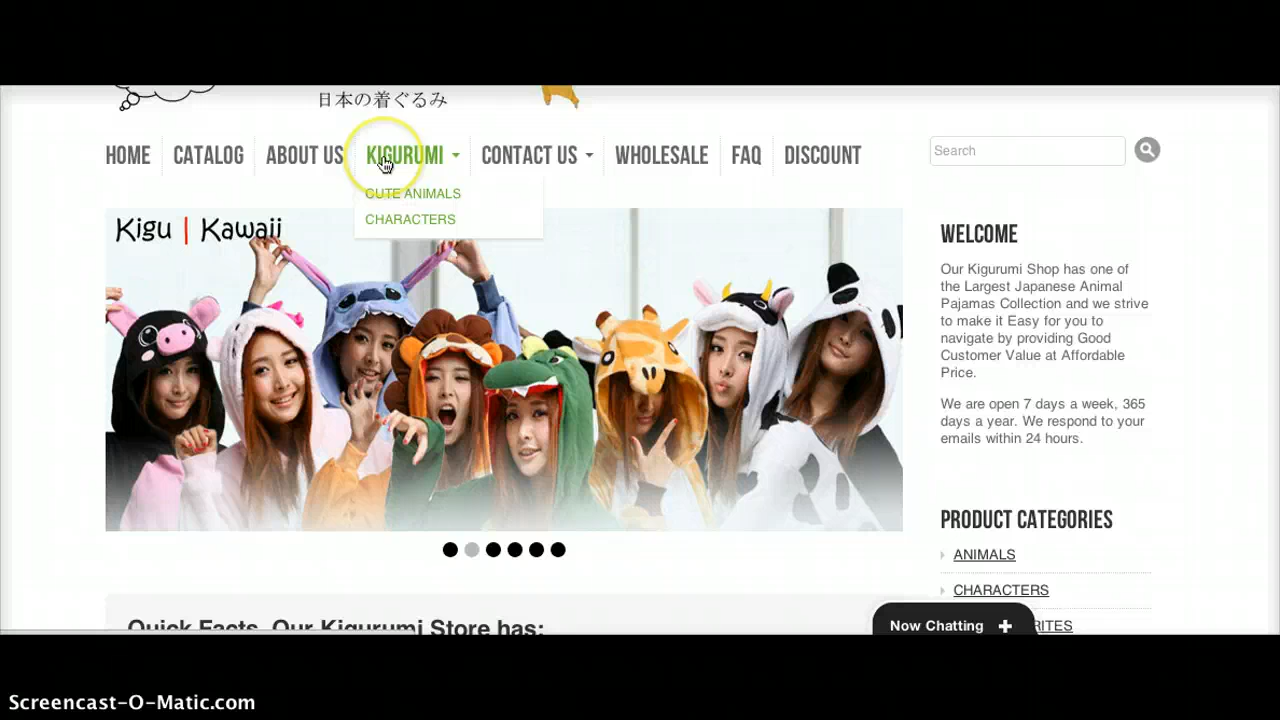 日本の着ぐるみ
HOME CATALOG ABOUT US KIGURUMI CONTACT US WHOLESALE FAQ DISCOUNT
Search
CUTE ANIMALS
CHARACTERS
Kigu | Kawaii
WELCOME
Our Kigurumi Shop has one of
the Largest Japanese Animal
Pajamas Collection and we strive
to make it Easy for you to
navigate by providing Good
Customer Value at Affordable
Price.
We are open 7 days a week, 365
days a year. We respond to your
emails within 24 hours.
PRODUCT CATEGORIES
ANIMALS
CHARACTERS
RITES
Quick Facts, Our Kigurumi Store has:
Now Chatting +
Screencast-O-Matic.com